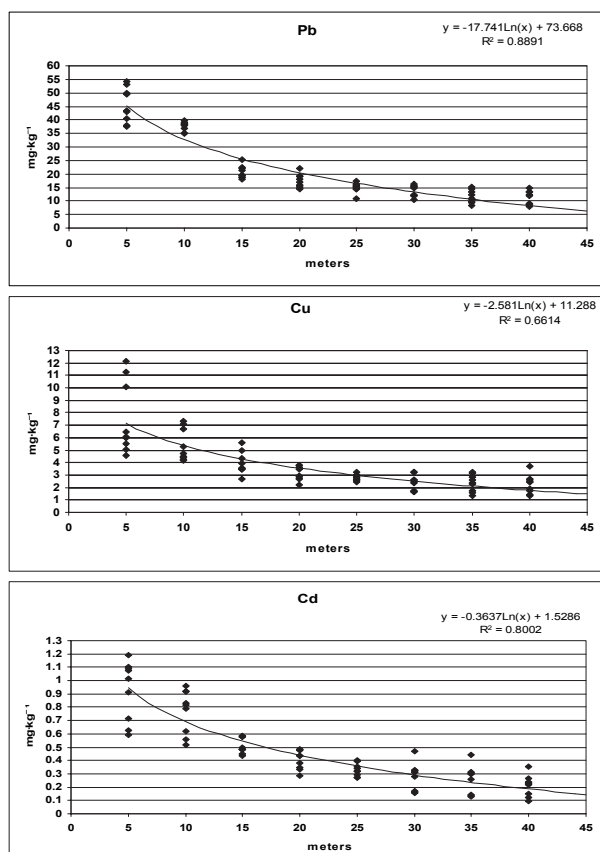 Pb
y = -17.741Ln(x) + 73.668
R² = 0.8891
mg·kg⁻¹
60
55
50
45
40
35
30
25
20
15
10
5
0
0 5 10 15 20 25 30 35 40 45
meters
Cu
y = -2.581Ln(x) + 11.288
R² = 0.6614
mg·kg⁻¹
13
12
11
10
9
8
7
6
5
4
3
2
1
0
0 5 10 15 20 25 30 35 40 45
meters
Cd
y = -0.3637Ln(x) + 1.5286
R² = 0.8002
mg·kg⁻¹
1.3
1.2
1.1
1
0.9
0.8
0.7
0.6
0.5
0.4
0.3
0.2
0.1
0
0 5 10 15 20 25 30 35 40 45
meters